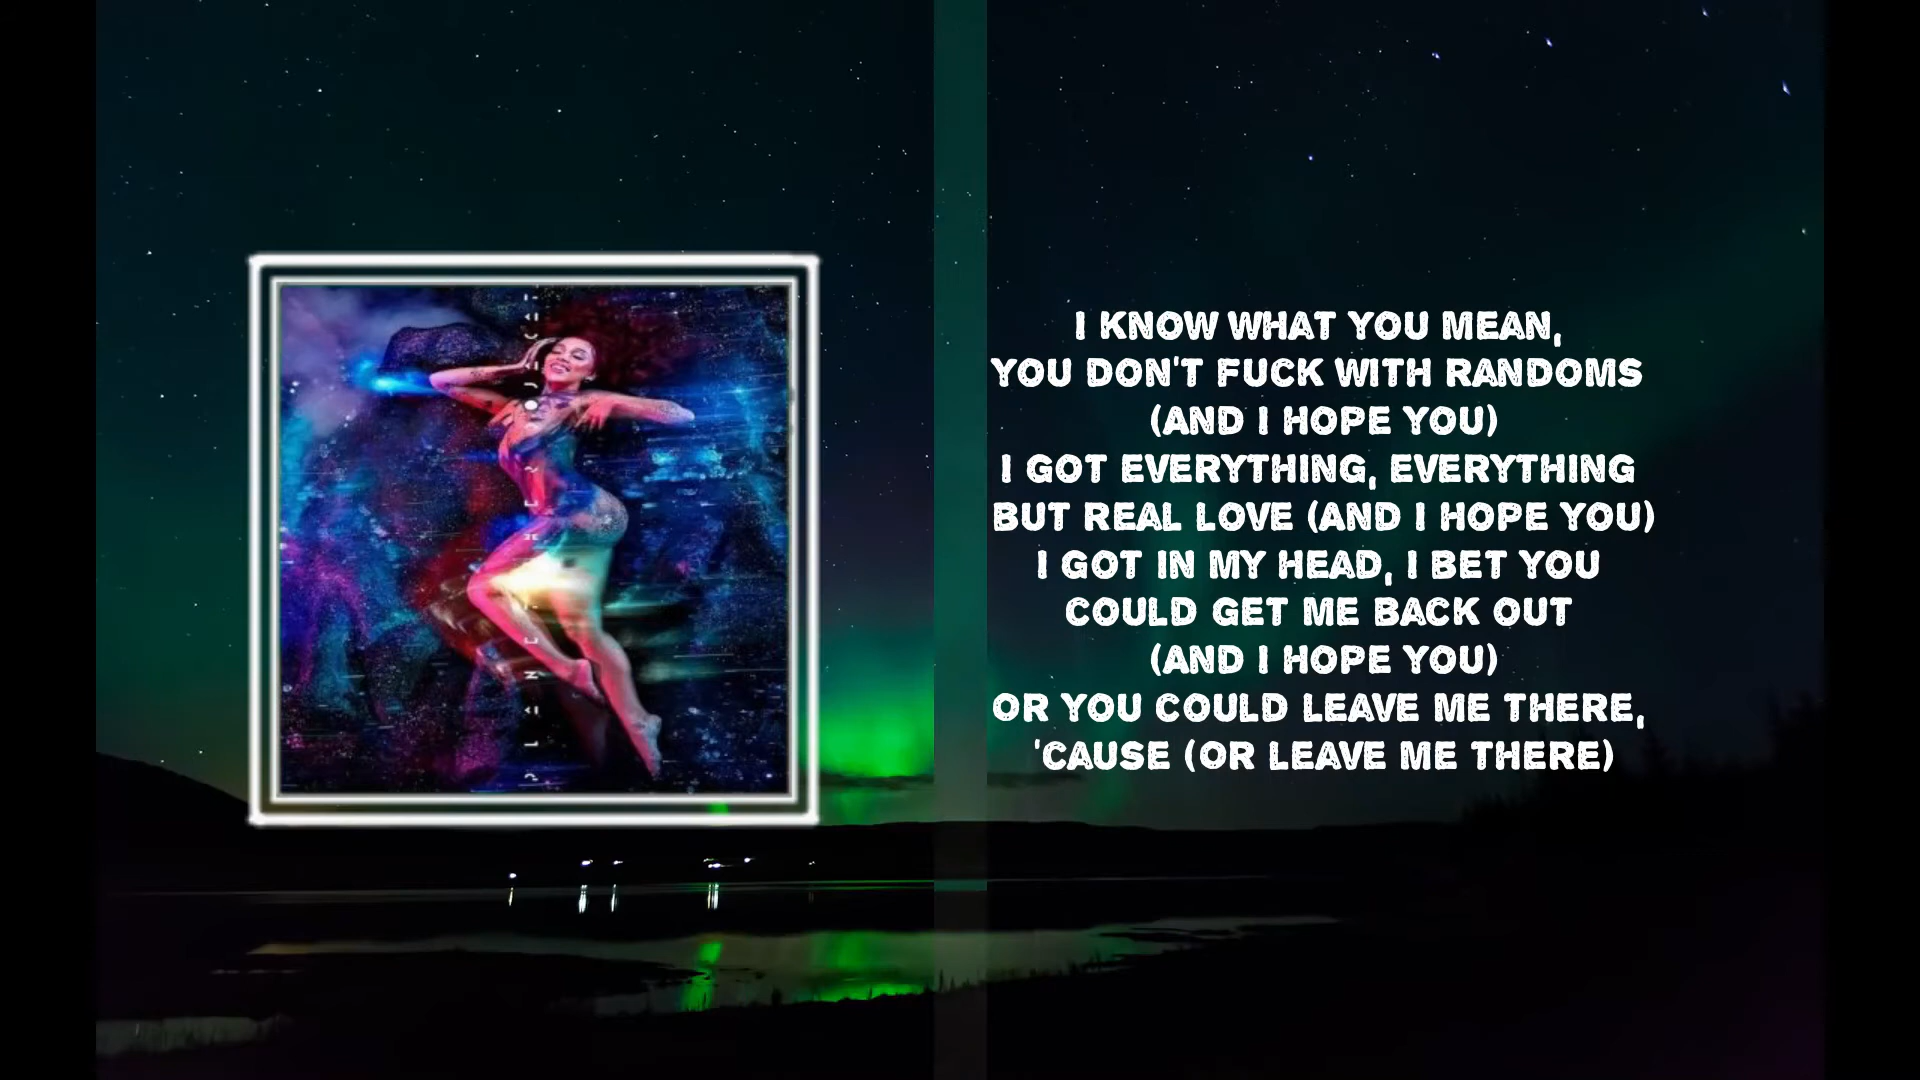 I KNOW WHAT YOU MEAN,
YOU DON'T FUCK WITH RANDOMS
(AND I HOPE YOU)
I GOT EVERYTHING, EVERYTHING
BUT REAL LOVE (AND I HOPE YOU)
I GOT IN MY HEAD, I BET YOU
COULD GET ME BACK OUT
(AND I HOPE YOU)
OR YOU COULD LEAVE ME THERE,
'CAUSE (OR LEAVE ME THERE)